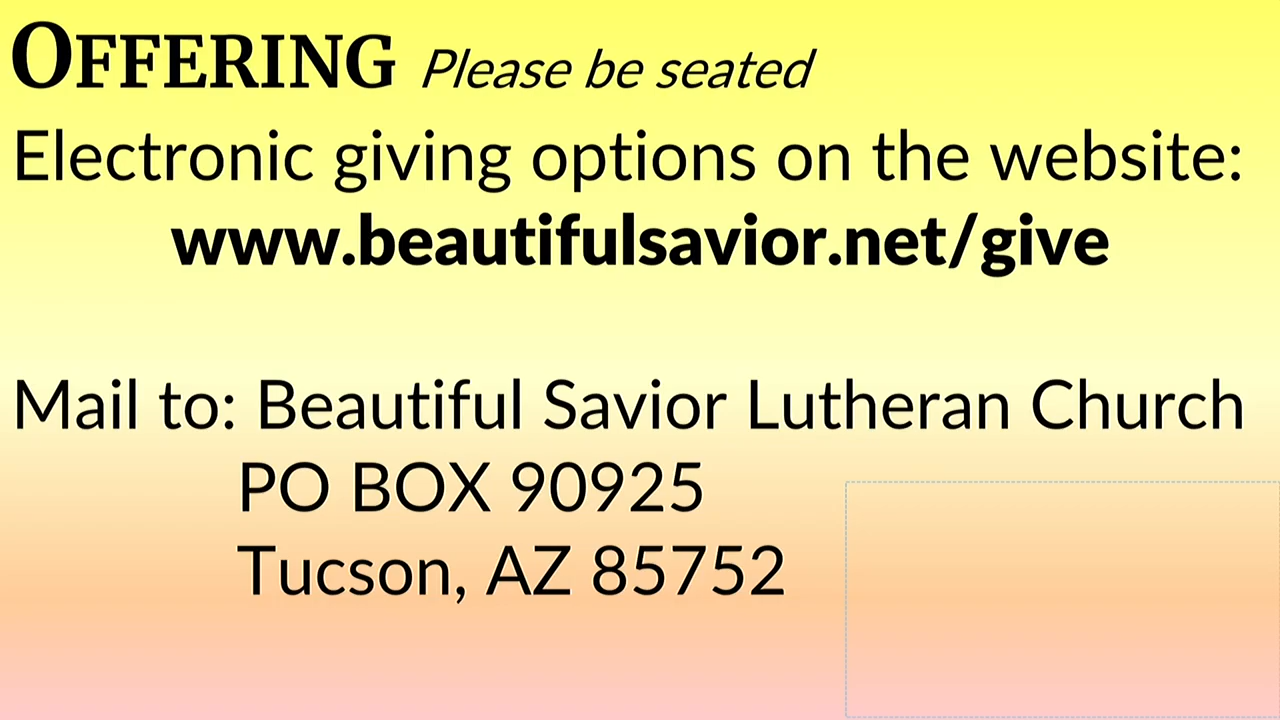 OFFERING Please be seated
Electronic giving options on the website:
www.beautifulsavior.net/give
Mail to: Beautiful Savior Lutheran Church
PO BOX 90925
Tucson, AZ 85752